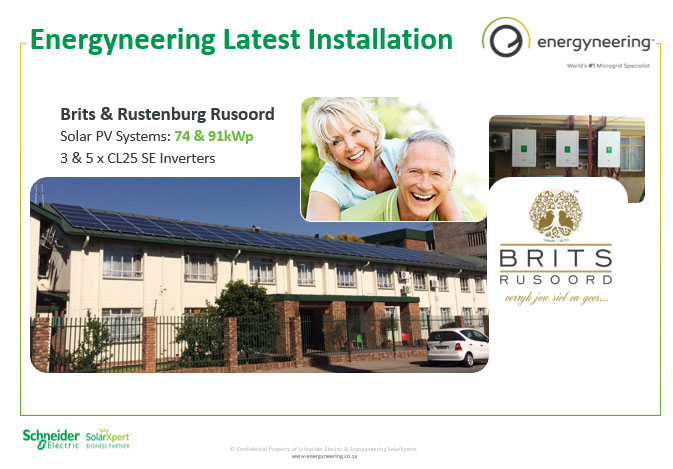 Energyneering Latest Installation
energyneering™
World's #1 Microgrid Specialist
Brits & Rustenburg Rusoord
Solar PV Systems: 74 & 91kWp
3 & 5 x CL25 SE Inverters
TM
BRITS
RUSOORD
verryk jou siel en gees...
Schneider Electric
SolarXpert
BUSINESS PARTNER
© Confidential Property of Schneider Electric & Energyneering SolarXperts
www.energyneering.co.za